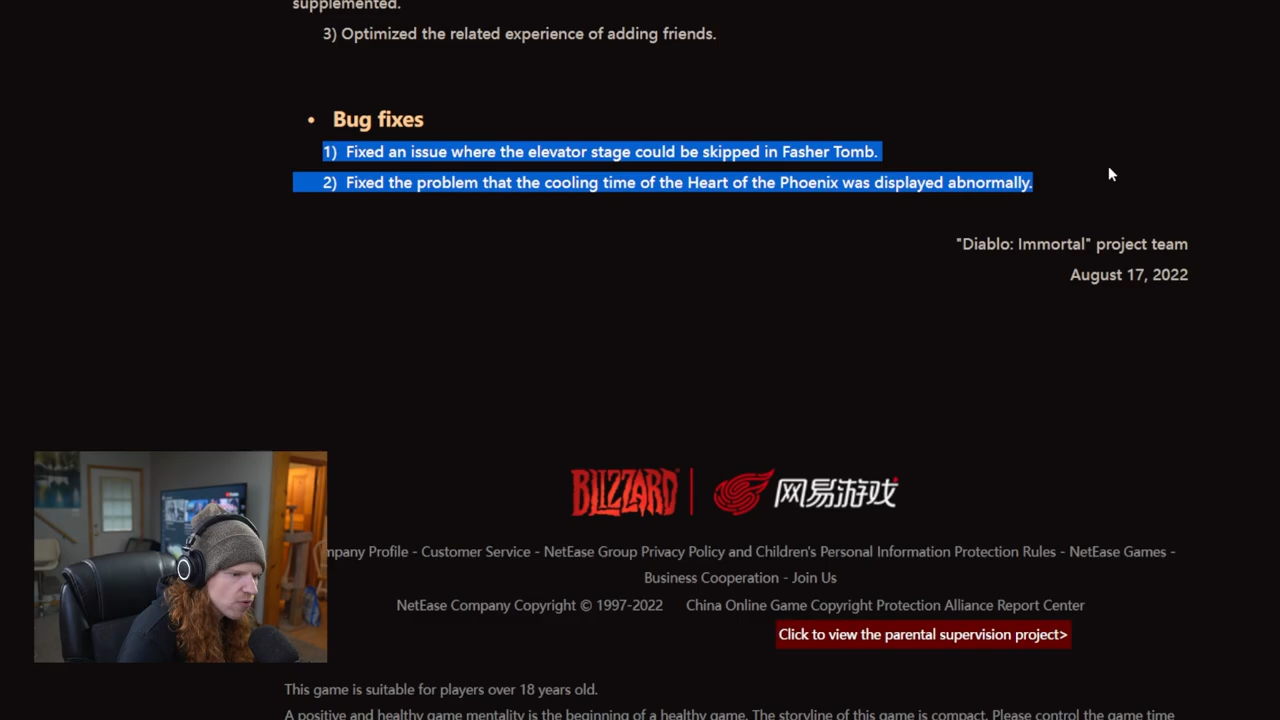 supplemented.
3) Optimized the related experience of adding friends.
• Bug fixes
1) Fixed an issue where the elevator stage could be skipped in Fasher Tomb.
2) Fixed the problem that the cooling time of the Heart of the Phoenix was displayed abnormally.
"Diablo: Immortal" project team
August 17, 2022
BLIZZARD | 网易游戏
mpany Profile - Customer Service - NetEase Group Privacy Policy and Children's Personal Information Protection Rules - NetEase Games -
Business Cooperation - Join Us
NetEase Company Copyright © 1997-2022 China Online Game Copyright Protection Alliance Report Center
Click to view the parental supervision project>
This game is suitable for players over 18 years old.
A positive and healthy game mentality is the beginning of a healthy game. The storyline of this game is compact. Please control the game time